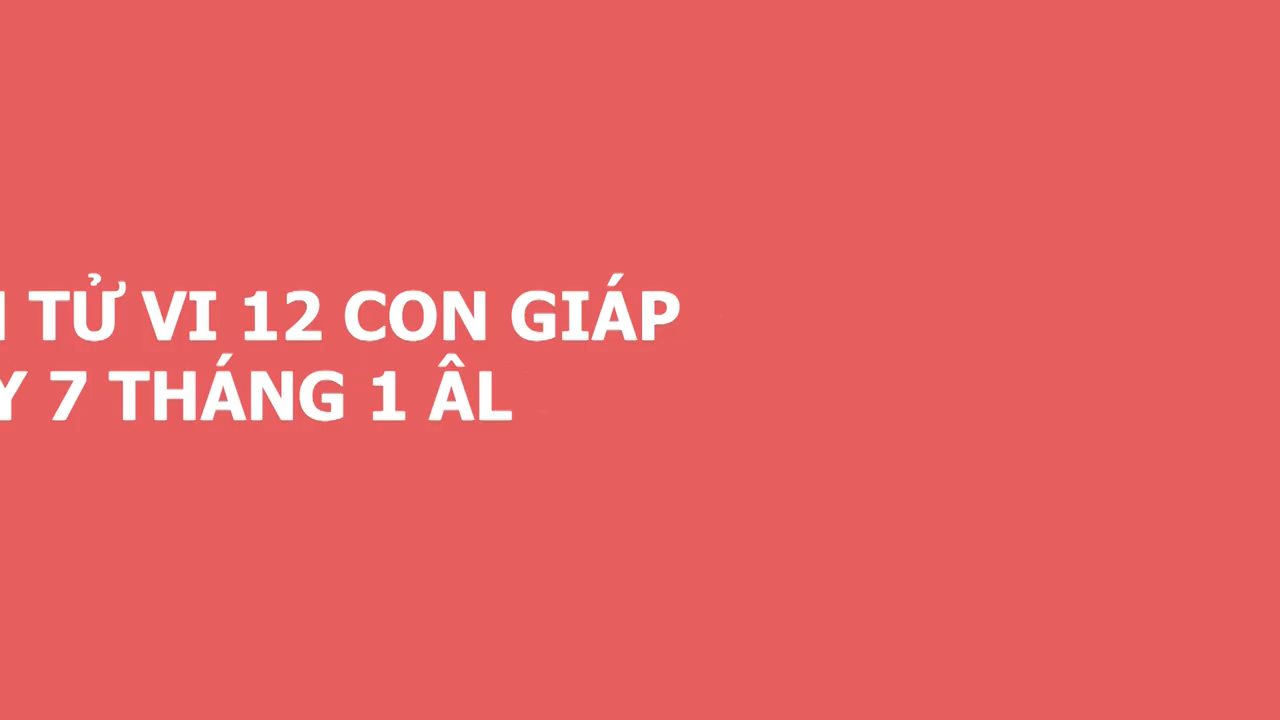 TỬ VI 12 CON GIÁP
7 THÁNG 1 ÂL